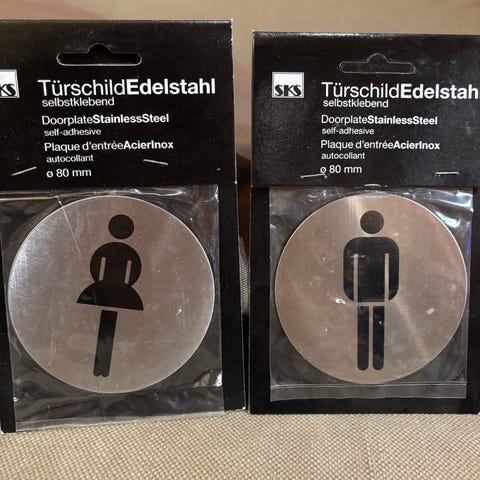 SKS
TürschildEdelstahl
selbstklebend
DoorplateStainlessSteel
self-adhesive
Plaque d'entréeAcierInox
autocollant
ø 80 mm
SKS
TürschildEdelstahl
selbstklebend
DoorplateStainlessSteel
self-adhesive
Plaque d'entréeAcierInox
autocollant
ø 80 mm